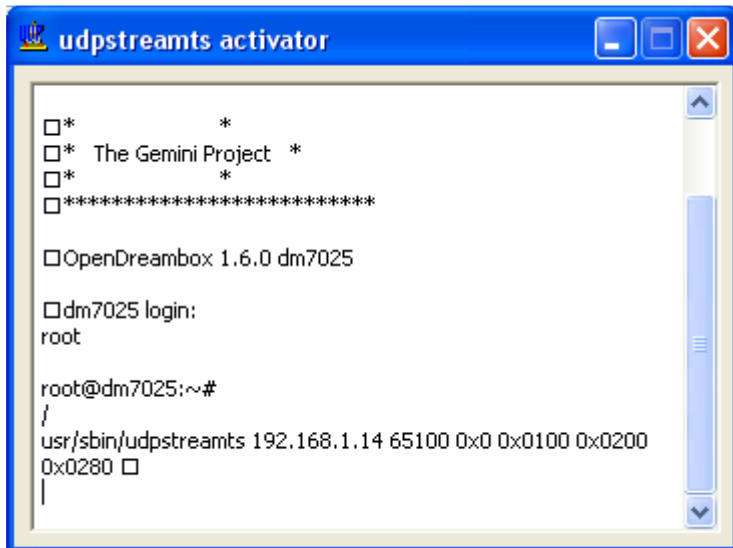 udpstreamts activator
□* *
□* The Gemini Project *
□* *
□**************************
□OpenDreambox 1.6.0 dm7025
□dm7025 login:
root
root@dm7025:~#
/
usr/sbin/udpstreamts 192.168.1.14 65100 0x0 0x0100 0x0200
0x0280 □